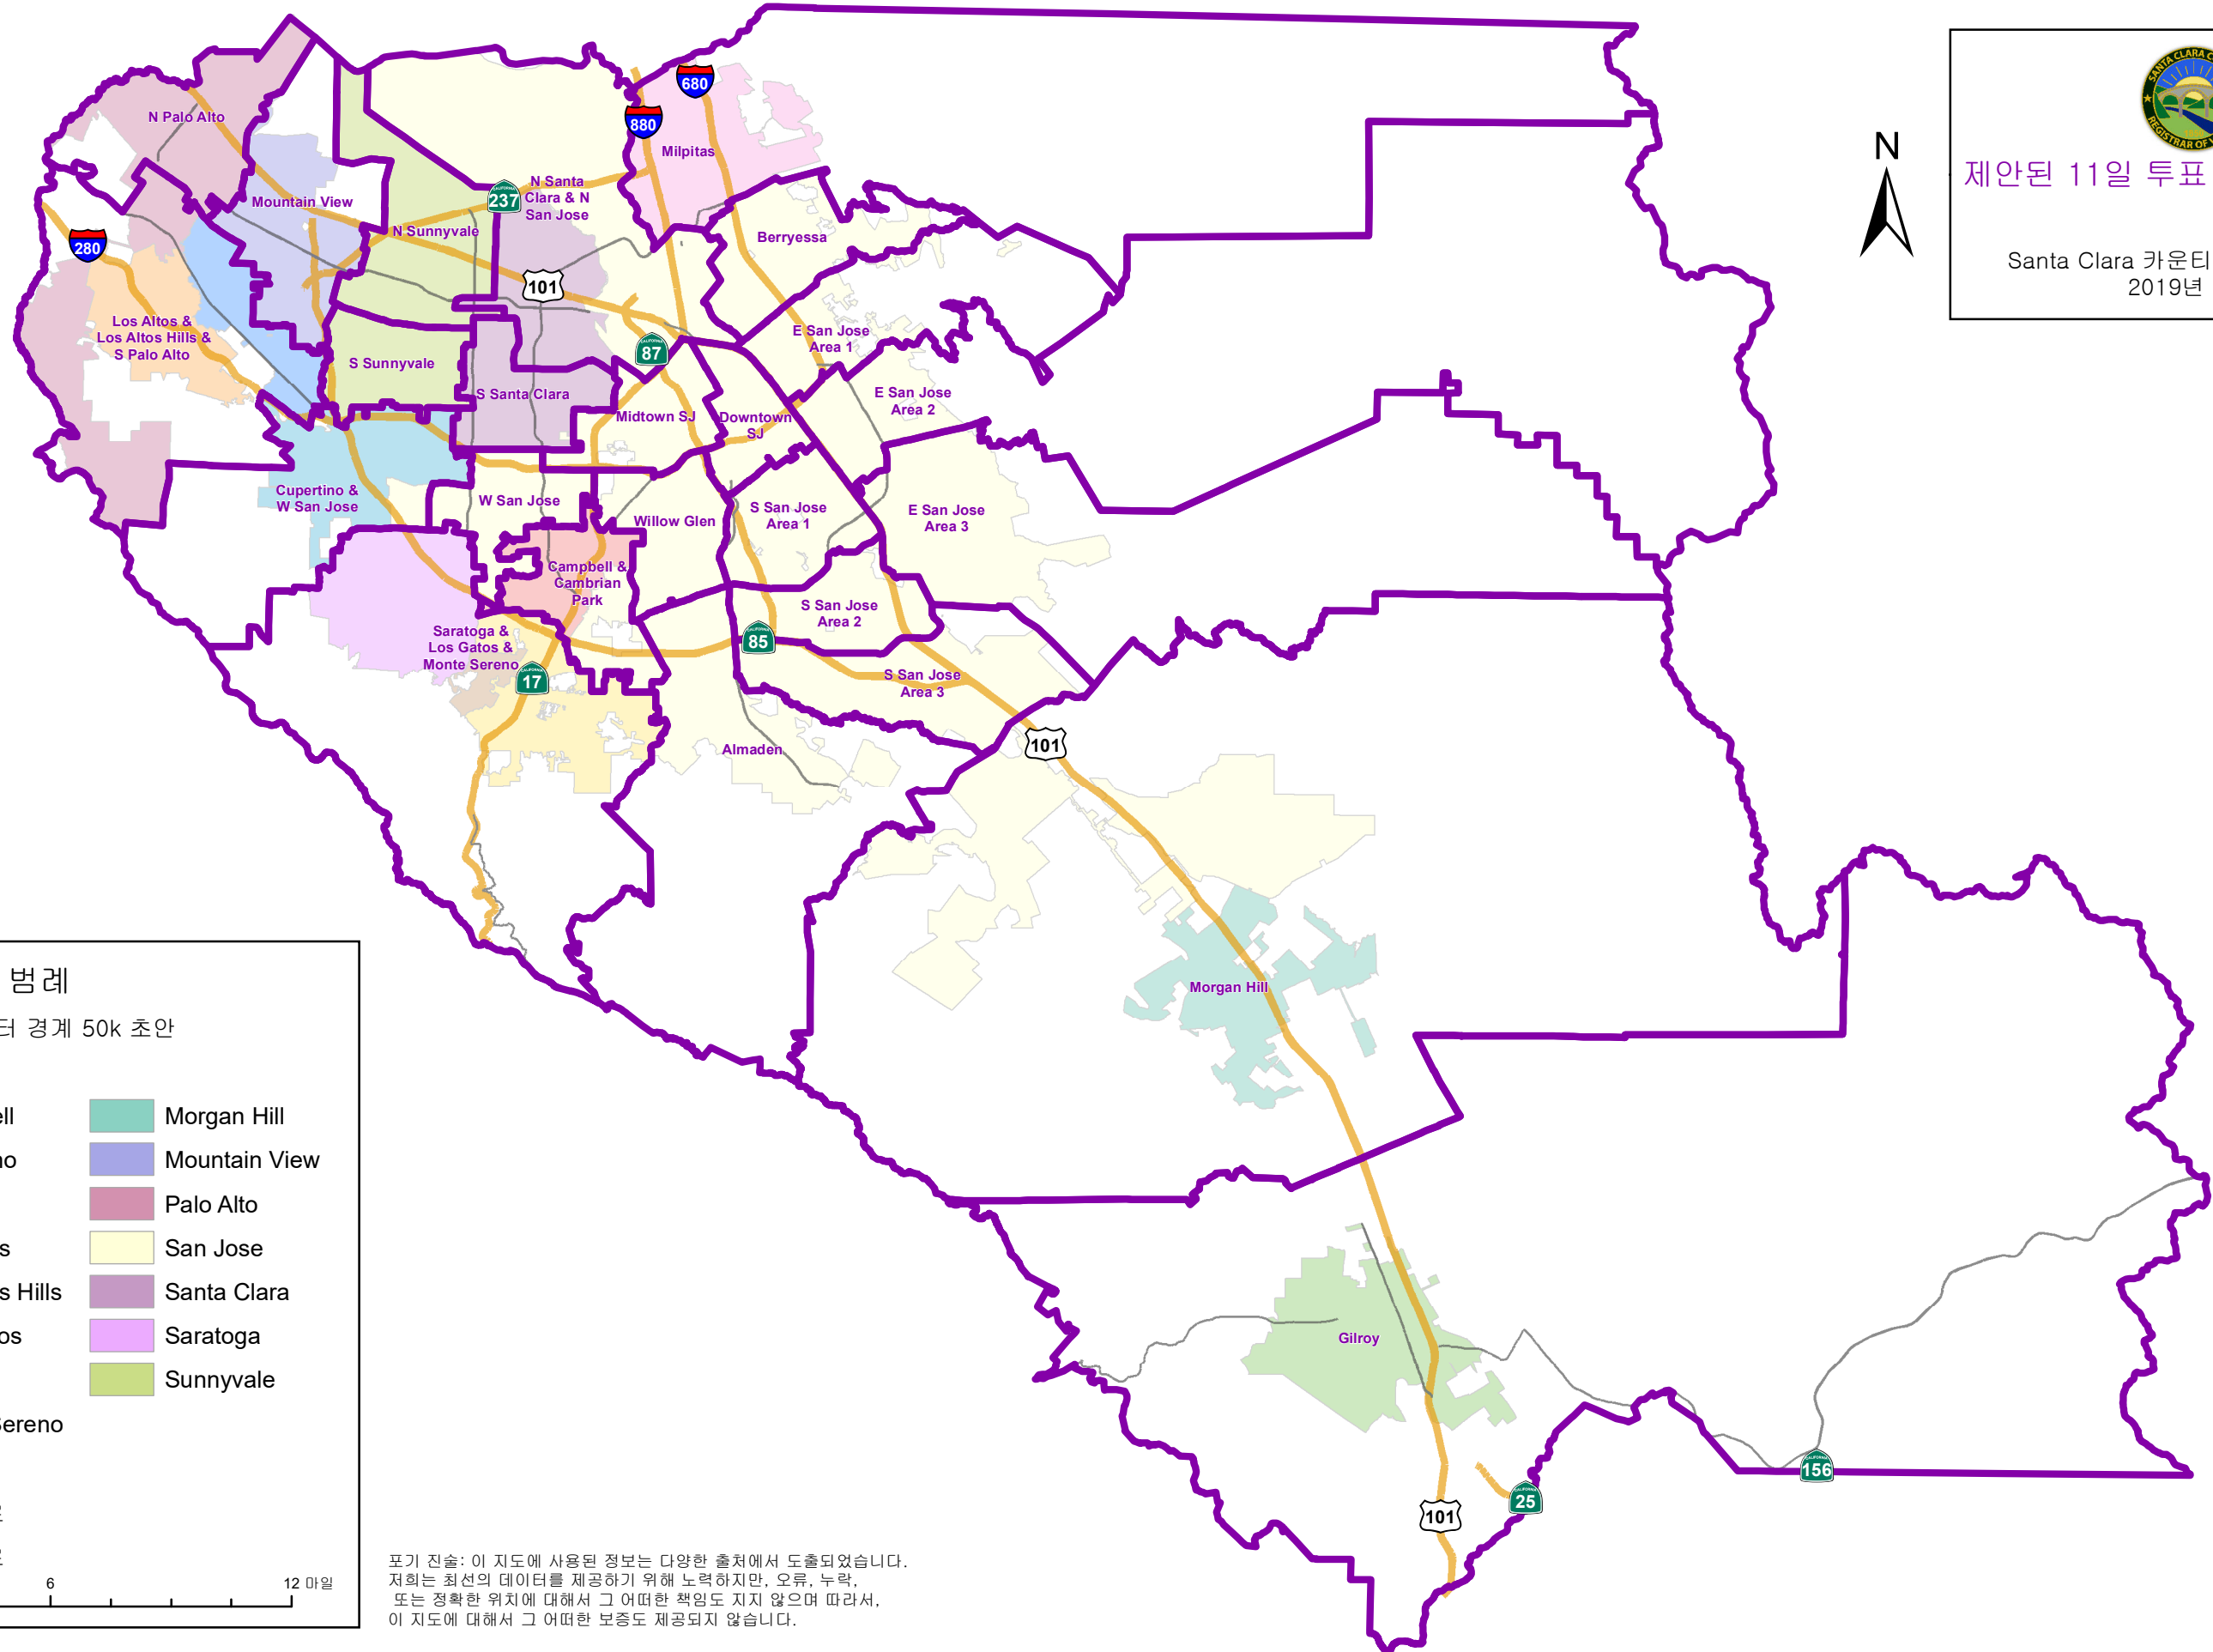 680
880
N Palo Alto
Milpitas
237
N Santa
Clara & N
San Jose
Mountain View
N Sunnyvale
Berryessa
280
101
Los Altos &
Los Altos Hills &
S Palo Alto
E San Jose
Area 1
87
S Sunnyvale
S Santa Clara
E San Jose
Area 2
Midtown SJ
Downtown
SJ
Cupertino &
W San Jose
W San Jose
Willow Glen
S San Jose
Area 1
E San Jose
Area 3
Campbell &
Cambrian
Park
S San Jose
Area 2
Saratoga &
Los Gatos &
Monte Sereno
85
17
S San Jose
Area 3
Almaden
101
Morgan Hill
Gilroy
101
25
156
N
제안된 11일 투표
Santa Clara 카운티
2019년
범례
터 경계 50k 초안
ell
no
s
s Hills
os
Sereno
Morgan Hill
Mountain View
Palo Alto
San Jose
Santa Clara
Saratoga
Sunnyvale
6
12 마일
포기 진술: 이 지도에 사용된 정보는 다양한 출처에서 도출되었습니다.
저희는 최선의 데이터를 제공하기 위해 노력하지만, 오류, 누락,
또는 정확한 위치에 대해서 그 어떠한 책임도 지지 않으며 따라서,
이 지도에 대해서 그 어떠한 보증도 제공되지 않습니다.